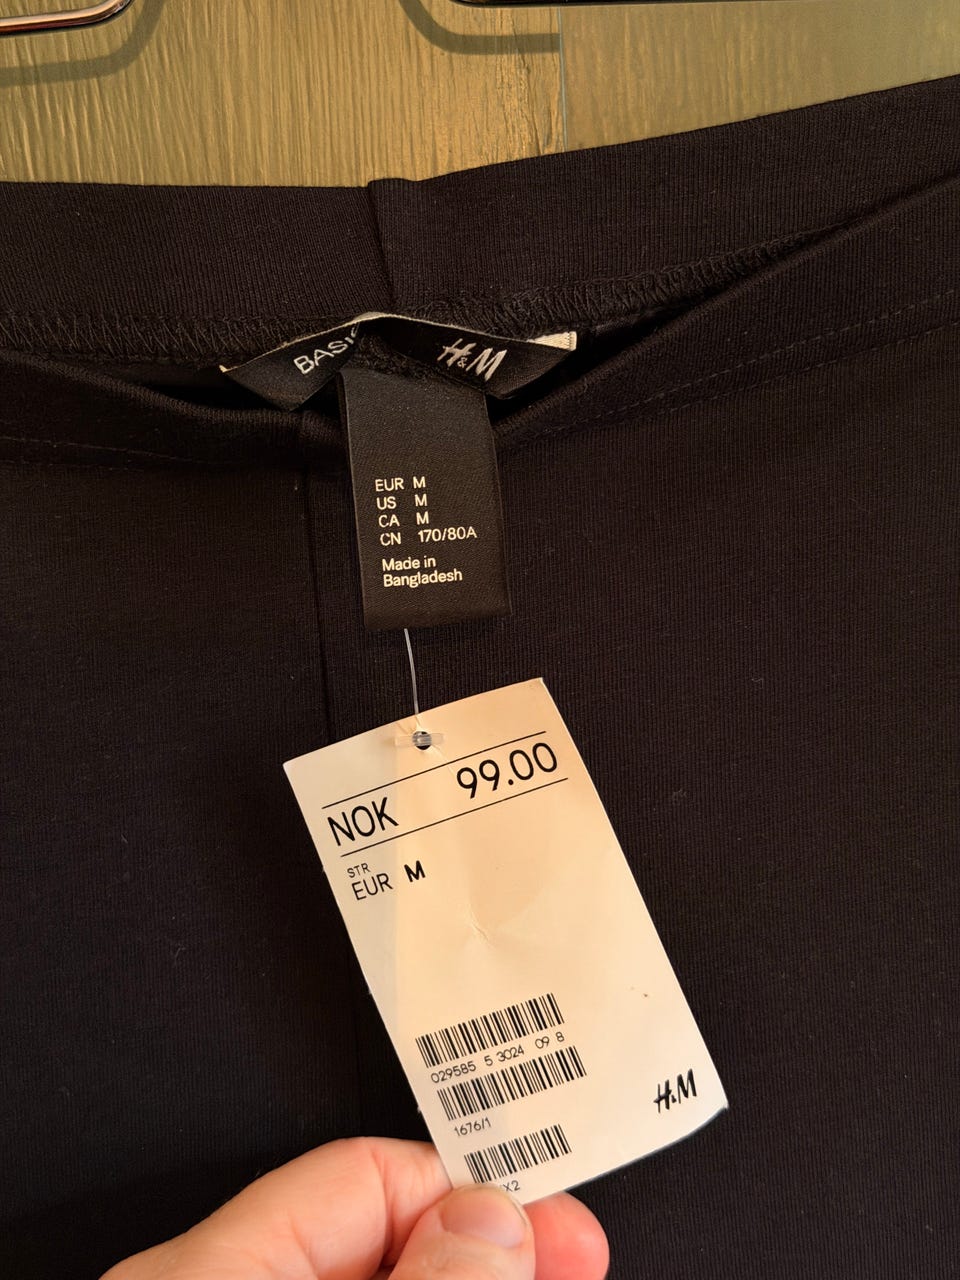 BASIC
H&M
EUR M
US M
CA M
CN 170/80A
Made in
Bangladesh
NOK 99.00
STR
EUR M
029585 5 3024 09 8
1676/1
X2
H&M